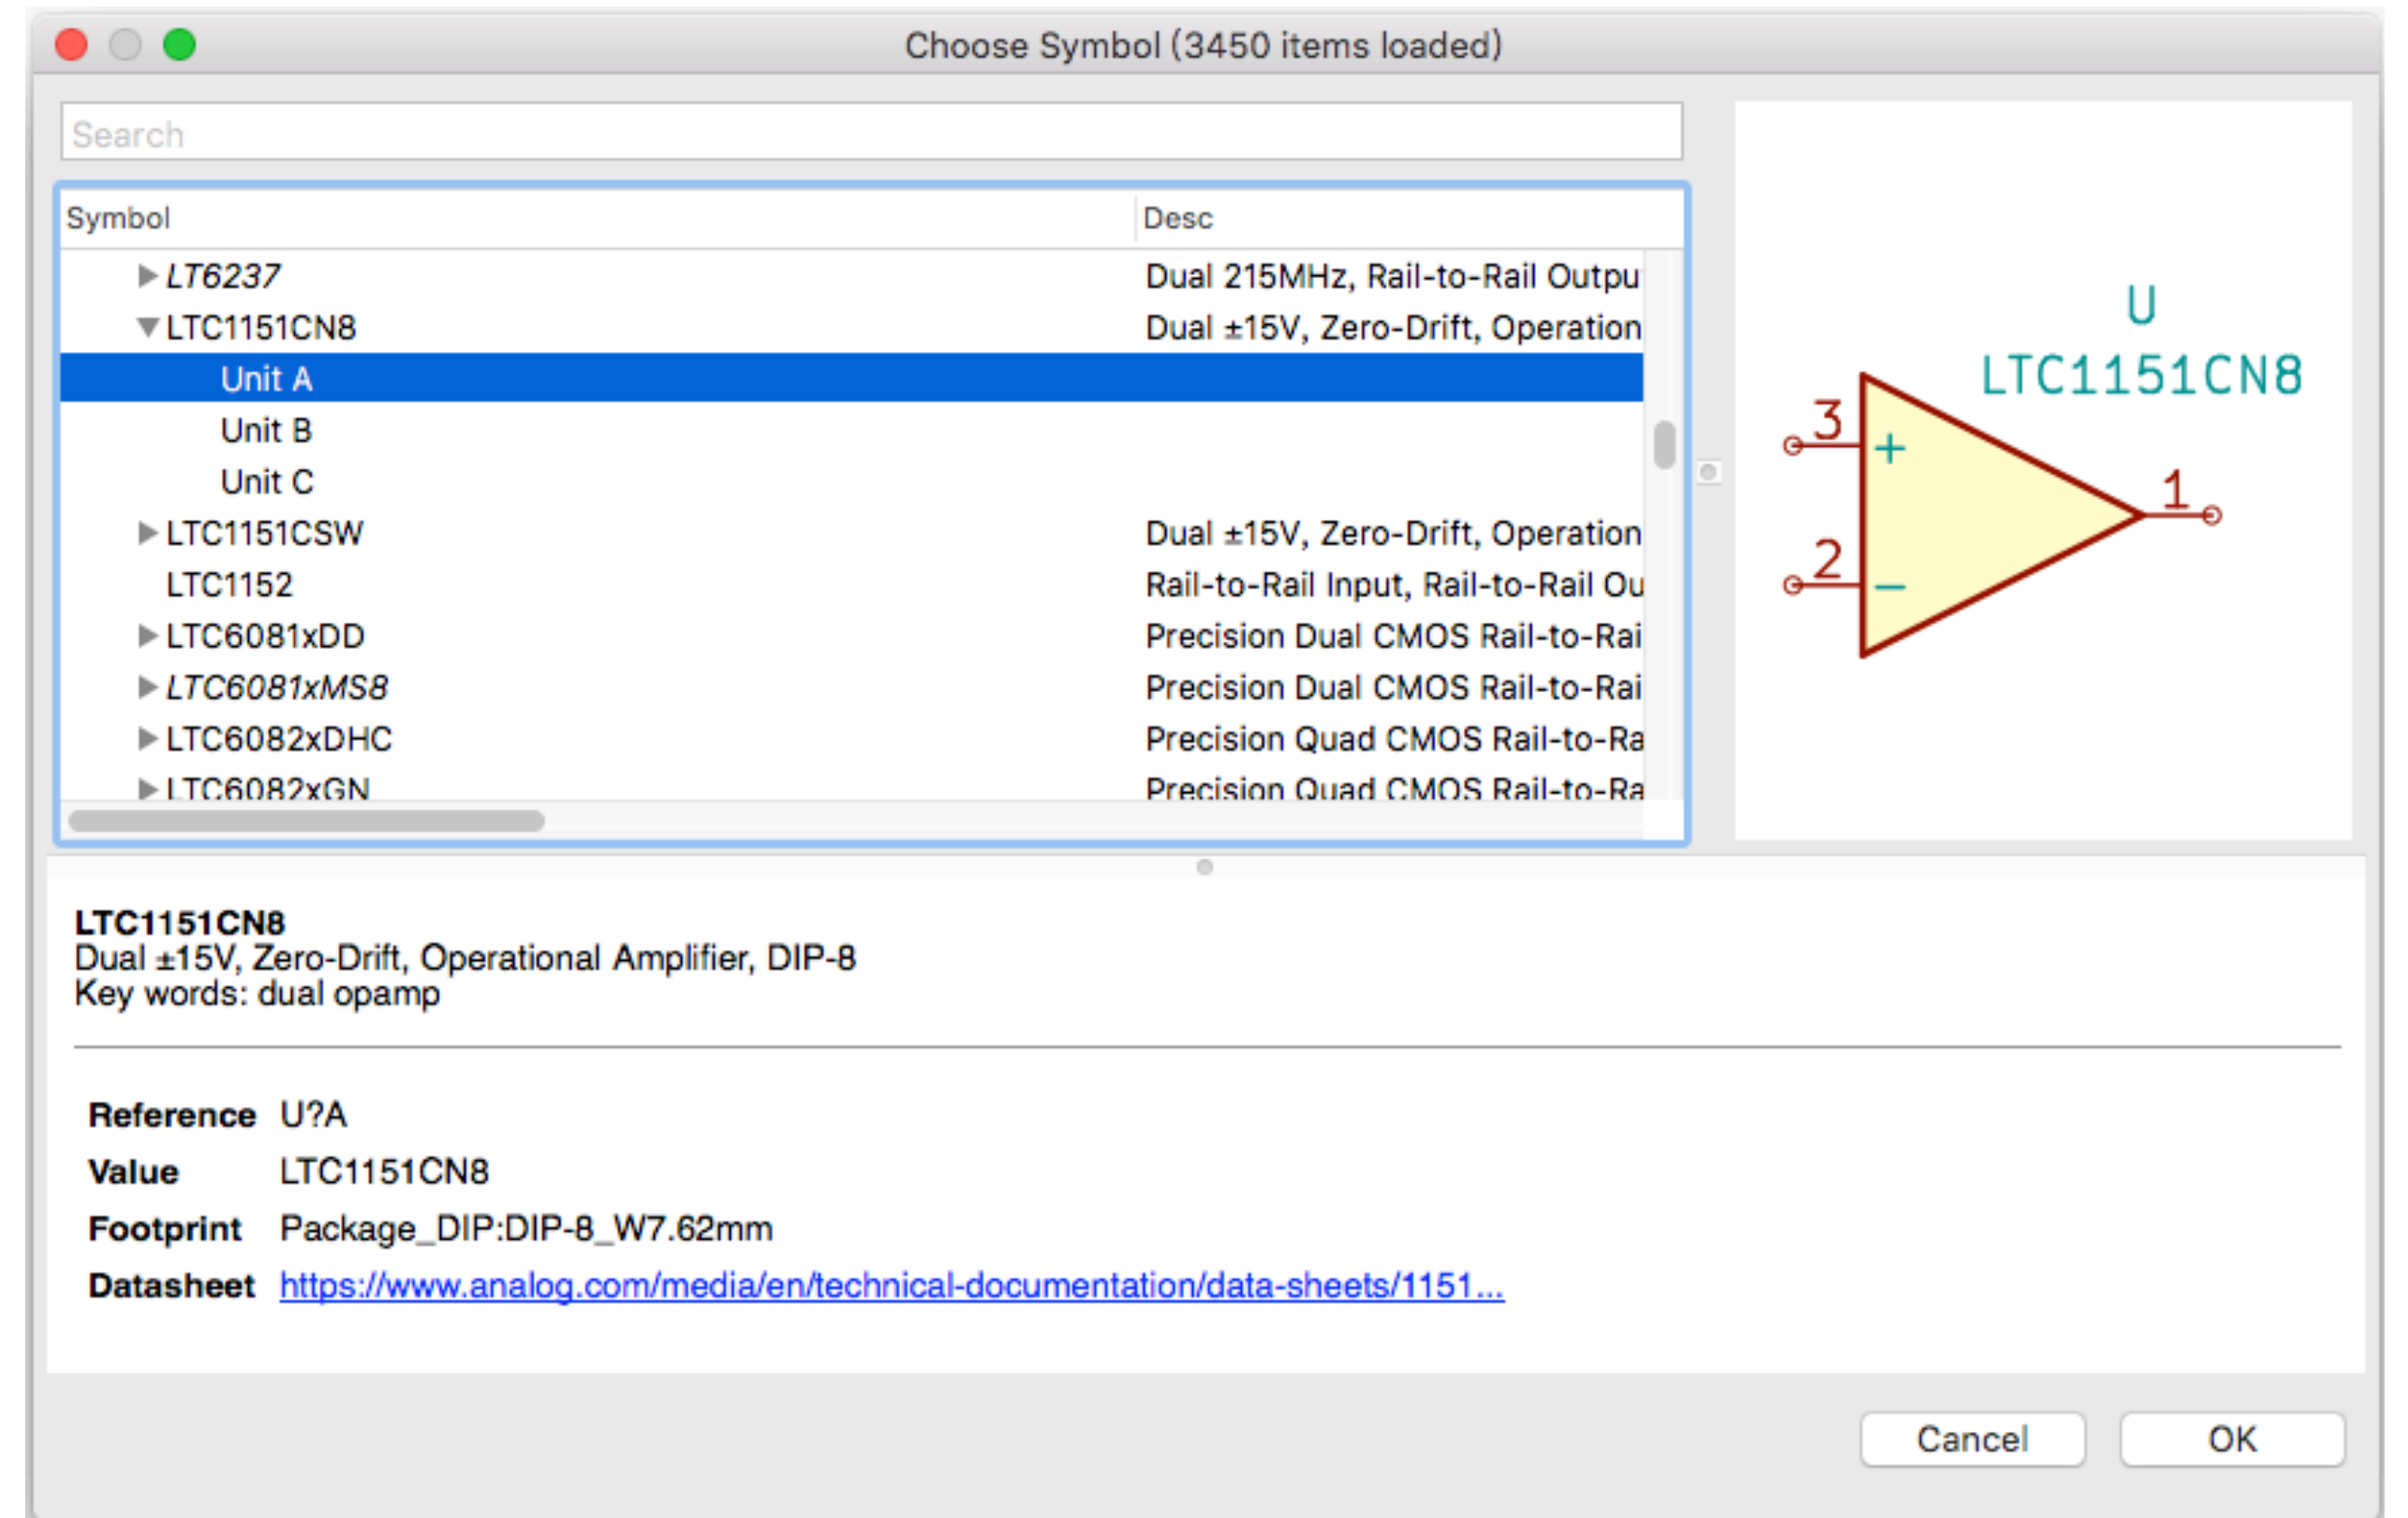 Choose Symbol (3450 items loaded)
Search
Symbol Desc
LT6237 Dual 215MHz, Rail-to-Rail Outpu
LTC1151CN8 Dual ±15V, Zero-Drift, Operation
Unit A
Unit B
Unit C
LTC1151CSW Dual ±15V, Zero-Drift, Operation
LTC1152 Rail-to-Rail Input, Rail-to-Rail Ou
LTC6081xDD Precision Dual CMOS Rail-to-Rai
LTC6081xMS8 Precision Dual CMOS Rail-to-Rai
LTC6082xDHC Precision Quad CMOS Rail-to-Ra
LTC6082xGN Precision Quad CMOS Rail-to-Ra
U
LTC1151CN8
3
+
1
2
−
LTC1151CN8
Dual ±15V, Zero-Drift, Operational Amplifier, DIP-8
Key words: dual opamp
Reference U?A
Value LTC1151CN8
Footprint Package_DIP:DIP-8_W7.62mm
Datasheet https://www.analog.com/media/en/technical-documentation/data-sheets/1151...
Cancel OK